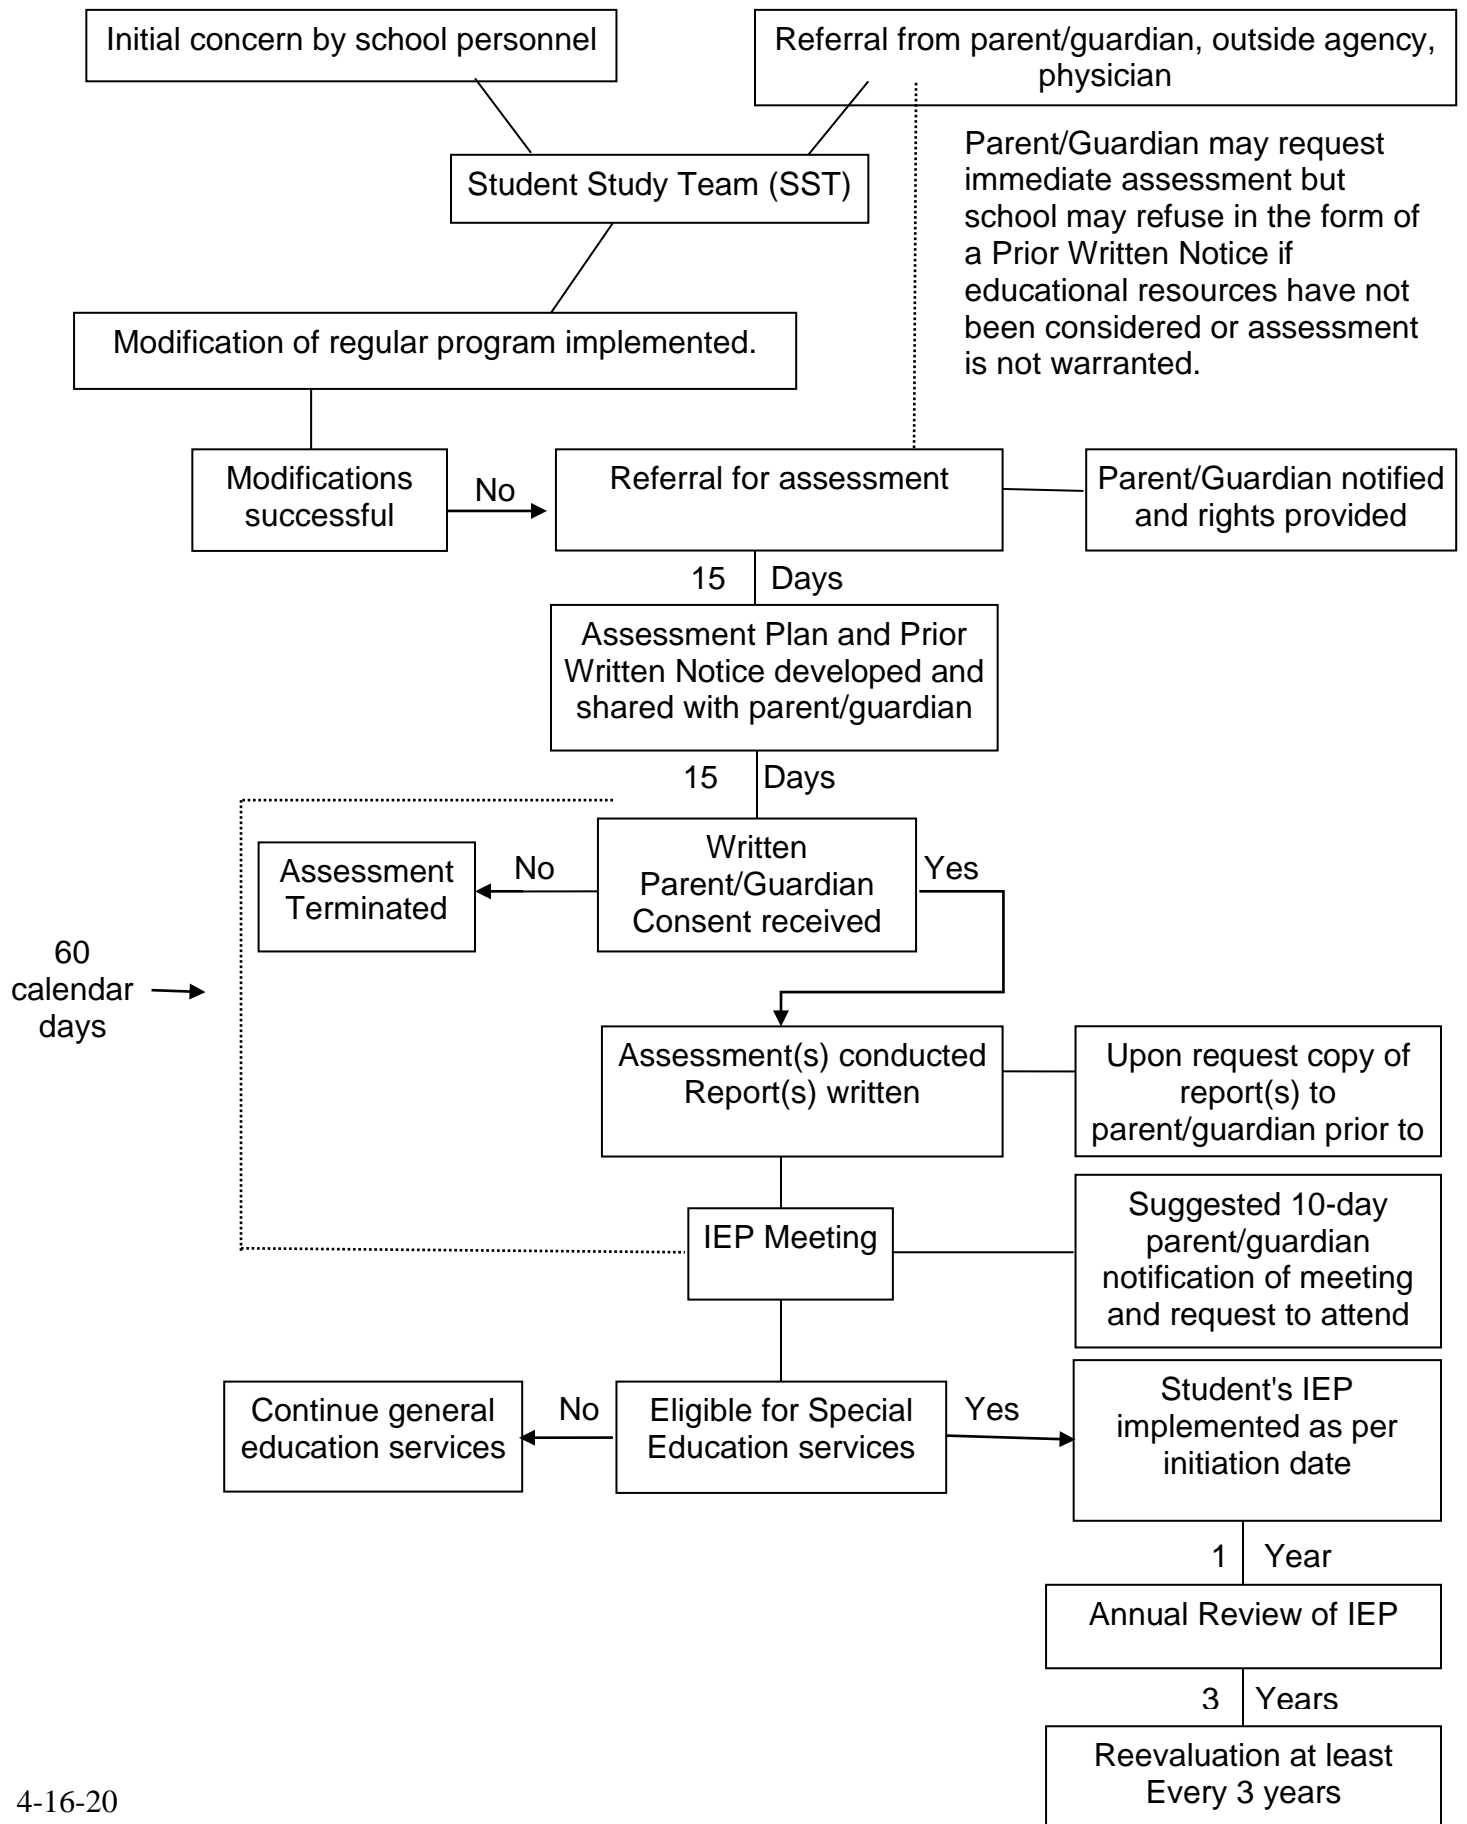 Initial concern by school personnel
Referral from parent/guardian, outside agency,
physician
Student Study Team (SST)
Parent/Guardian may request
immediate assessment but
school may refuse in the form of
a Prior Written Notice if
educational resources have not
been considered or assessment
is not warranted.
Modification of regular program implemented.
Modifications
successful
No
Referral for assessment
Parent/Guardian notified
and rights provided
15 Days
Assessment Plan and Prior
Written Notice developed and
shared with parent/guardian
15 Days
Assessment
Terminated
No
Written
Parent/Guardian
Consent received
Yes
60
calendar
days
Assessment(s) conducted
Report(s) written
Upon request copy of
report(s) to
parent/guardian prior to
IEP Meeting
Suggested 10-day
parent/guardian
notification of meeting
and request to attend
Continue general
education services
No
Eligible for Special
Education services
Yes
Student's IEP
implemented as per
initiation date
1 Year
Annual Review of IEP
3 Years
Reevaluation at least
Every 3 years
4-16-20